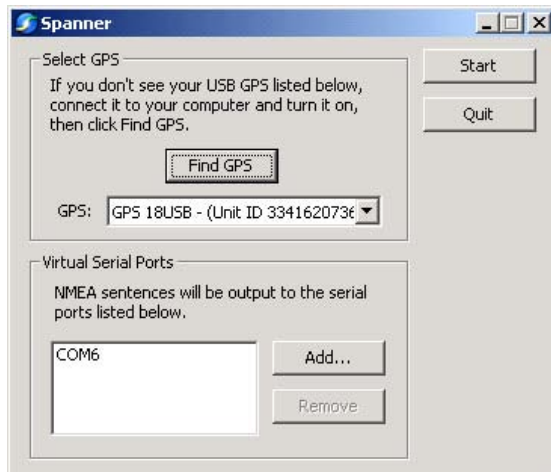 Spanner
Select GPS
If you don't see your USB GPS listed below,
connect it to your computer and turn it on,
then click Find GPS.
Find GPS
GPS: GPS 18USB - (Unit ID 3341620736
Virtual Serial Ports
NMEA sentences will be output to the serial
ports listed below.
COM6
Add...
Remove
Start
Quit